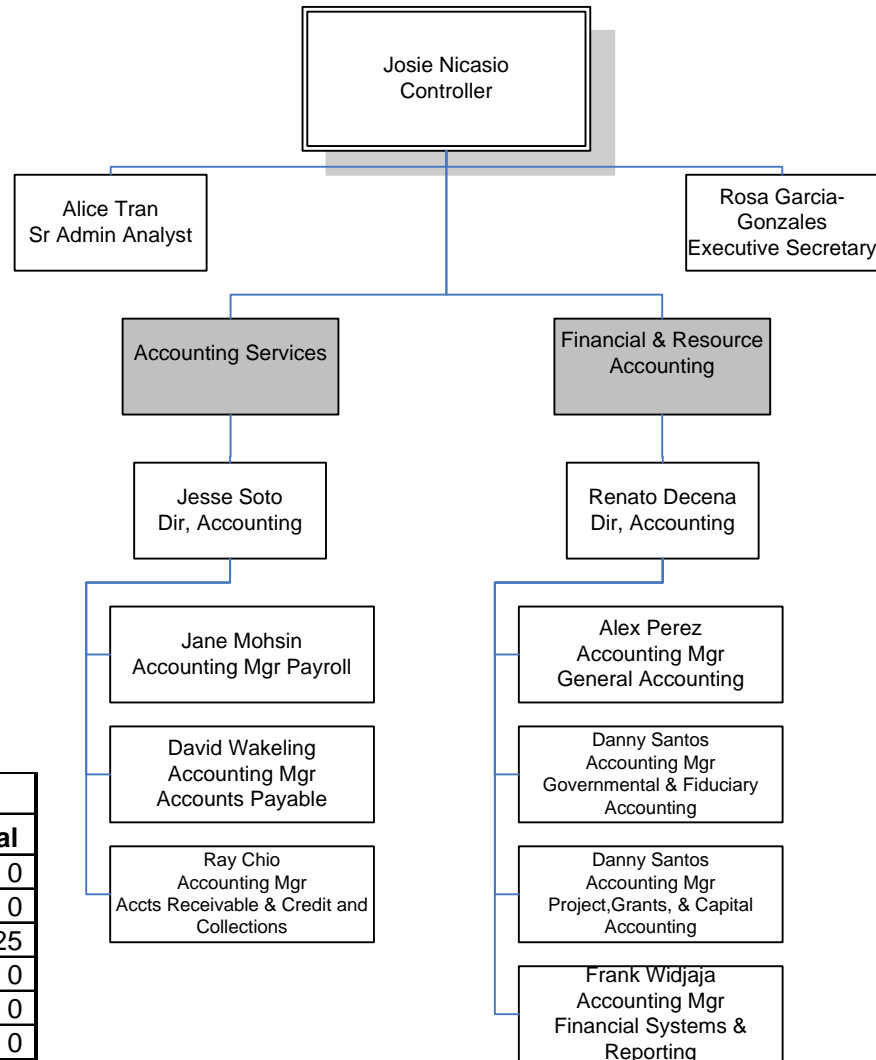 Josie Nicasio
Controller
Alice Tran
Sr Admin Analyst
Rosa Garcia-
Gonzales
Executive Secretary
Accounting Services
Financial & Resource
Accounting
Jesse Soto
Dir, Accounting
Renato Decena
Dir, Accounting
Jane Mohsin
Accounting Mgr Payroll
David Wakeling
Accounting Mgr
Accounts Payable
Ray Chio
Accounting Mgr
Accts Receivable & Credit and
Collections
Alex Perez
Accounting Mgr
General Accounting
Danny Santos
Accounting Mgr
Governmental & Fiduciary
Accounting
Danny Santos
Accounting Mgr
Project,Grants, & Capital
Accounting
Frank Widjaja
Accounting Mgr
Financial Systems &
Reporting
al
0
0
25
0
0
0